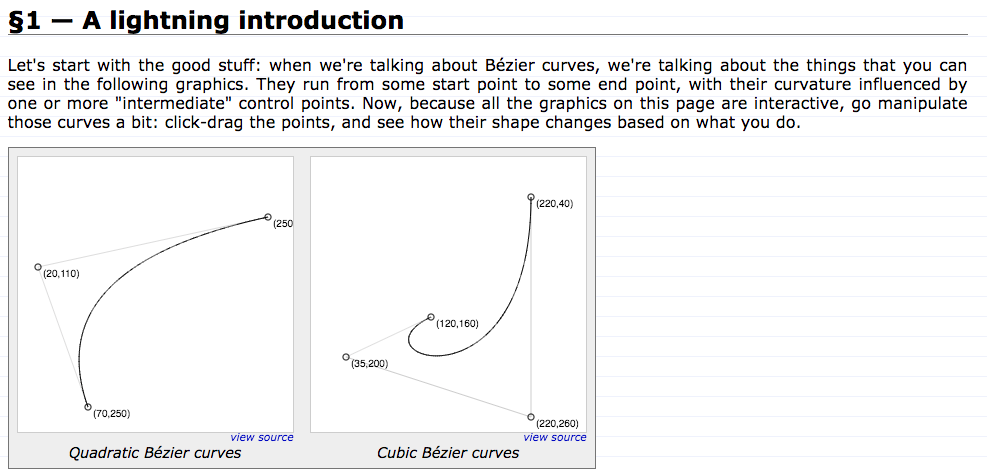 §1 — A lightning introduction
Let's start with the good stuff: when we're talking about Bézier curves, we're talking about the things that you can
see in the following graphics. They run from some start point to some end point, with their curvature influenced by
one or more "intermediate" control points. Now, because all the graphics on this page are interactive, go manipulate
those curves a bit: click-drag the points, and see how their shape changes based on what you do.
(250
(20,110)
(70,250)
view source
Quadratic Bézier curves
(220,40)
(120,160)
(35,200)
(220,260)
view source
Cubic Bézier curves